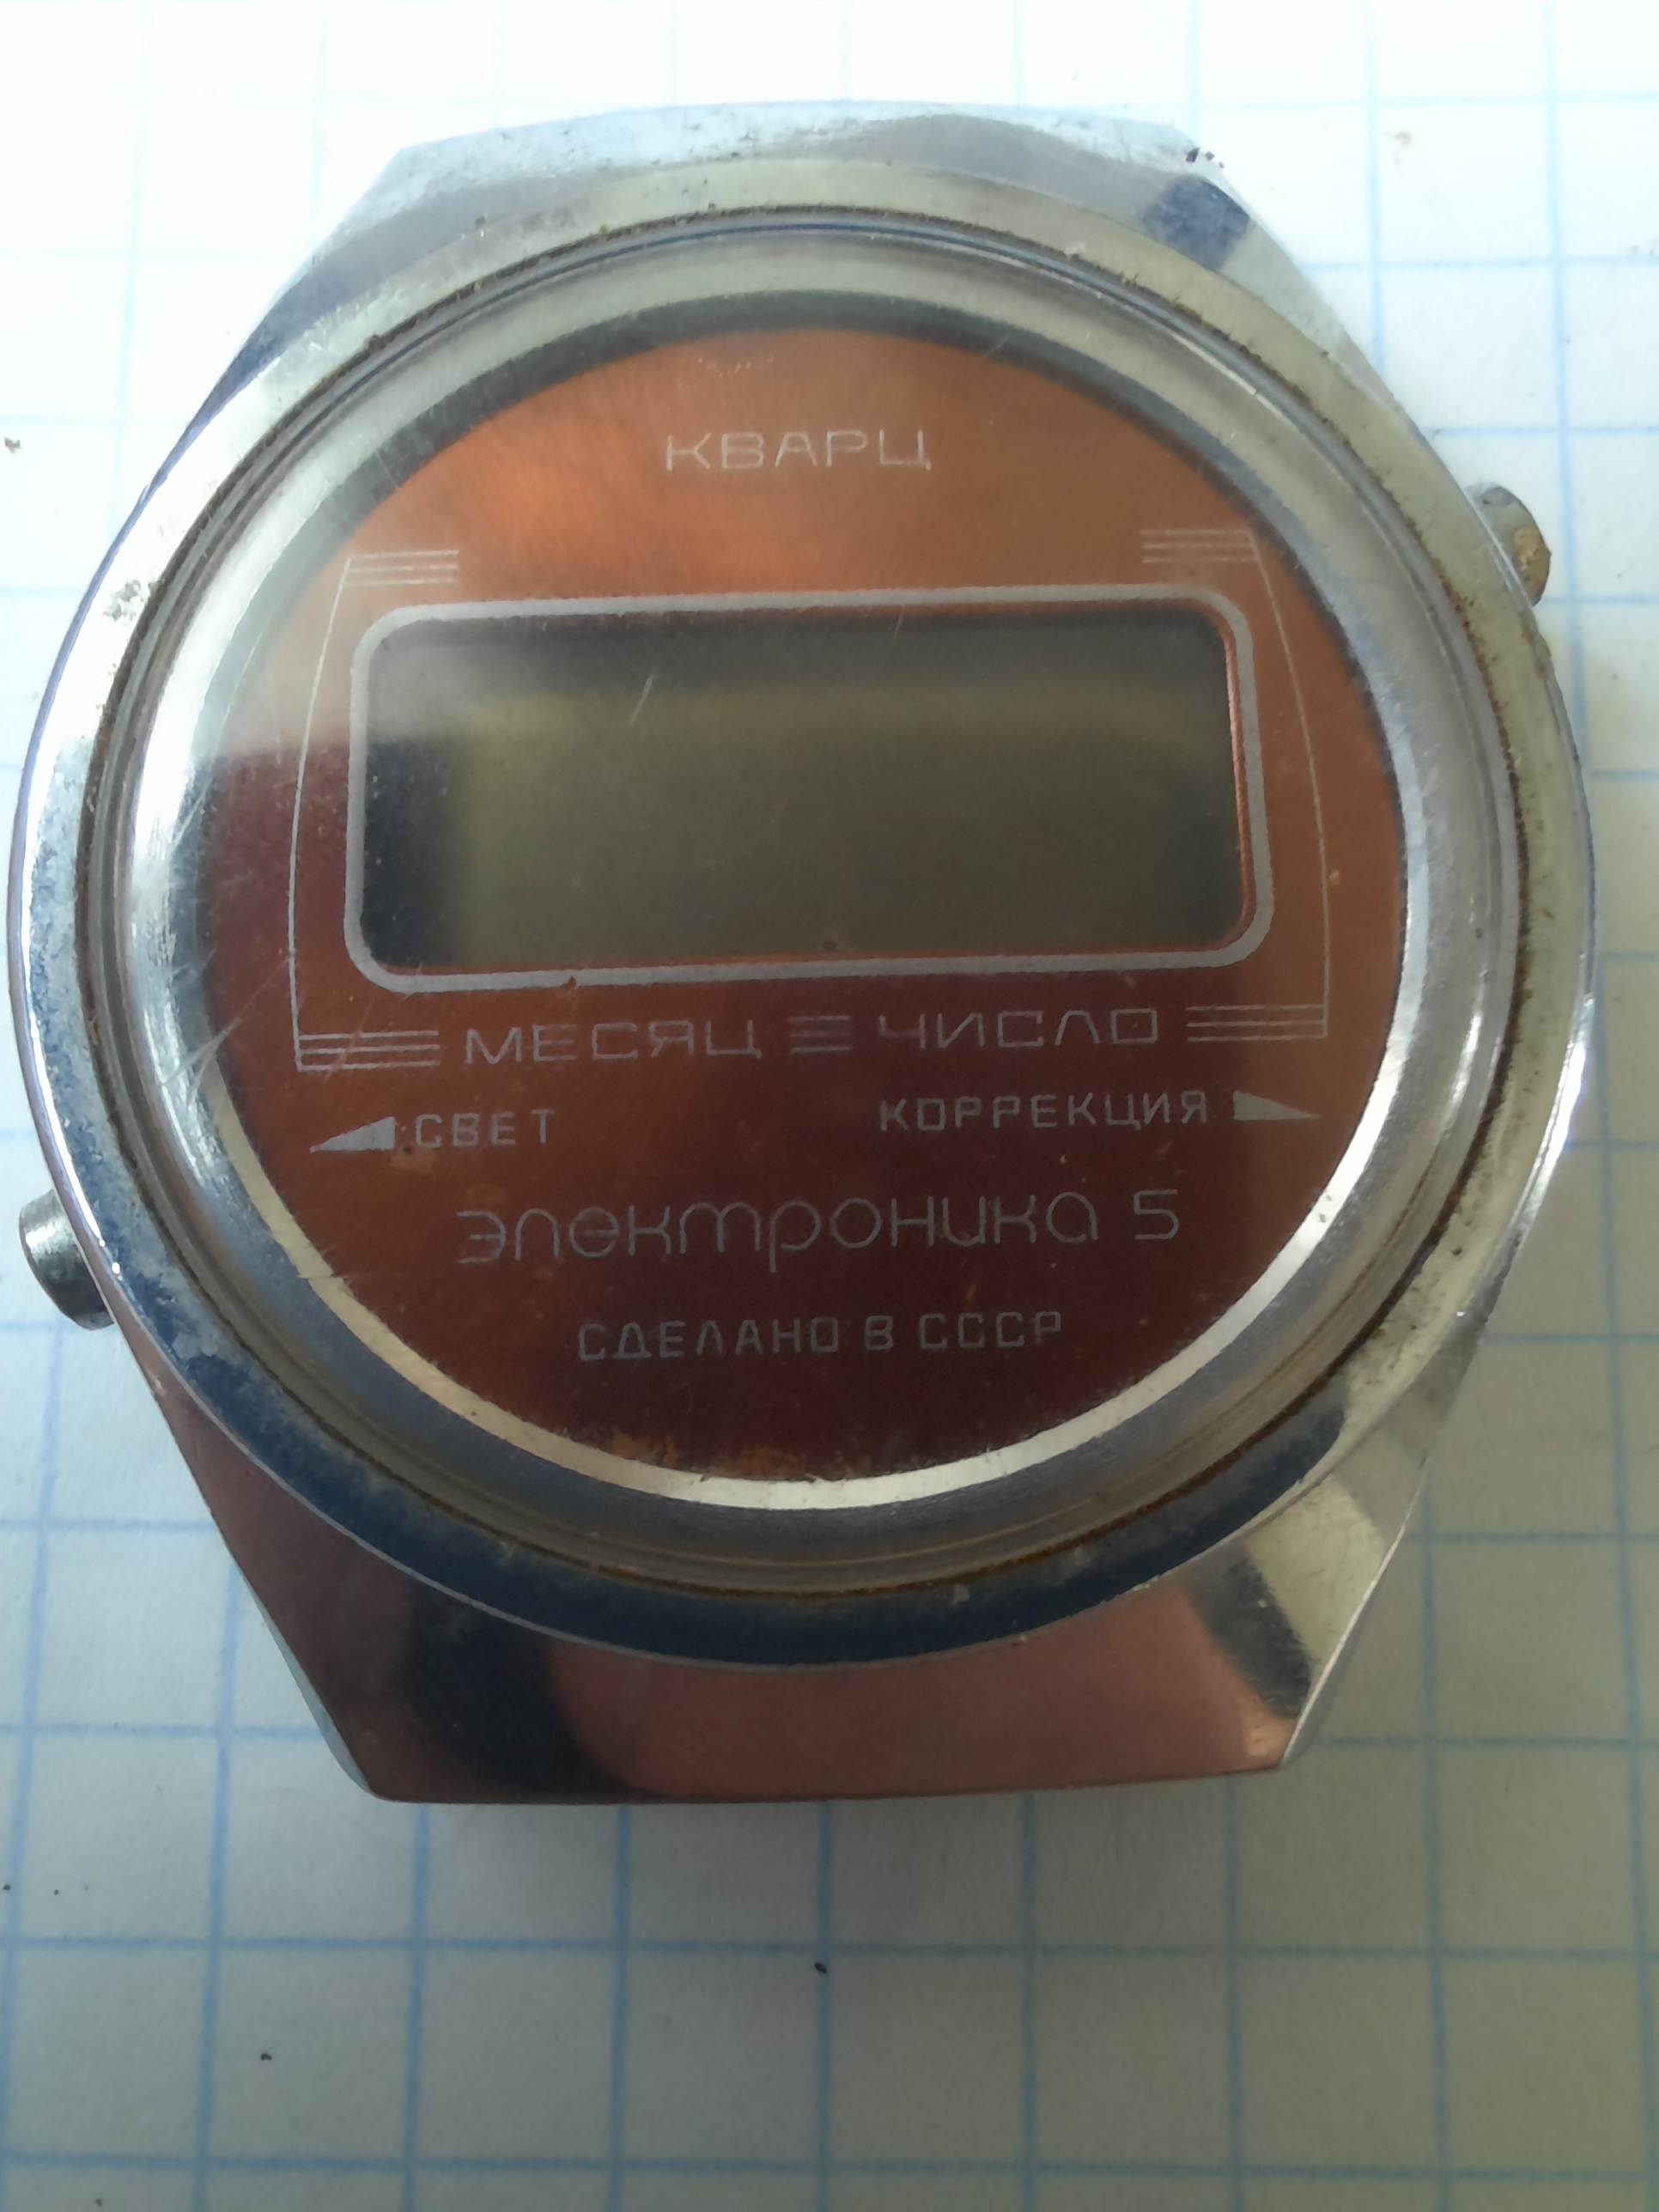 КВАРЦ
МЕСЯЦ ЧИСЛО
СВЕТ КОРРЕКЦИЯ
электроника 5
СДЕЛАНО В СССР